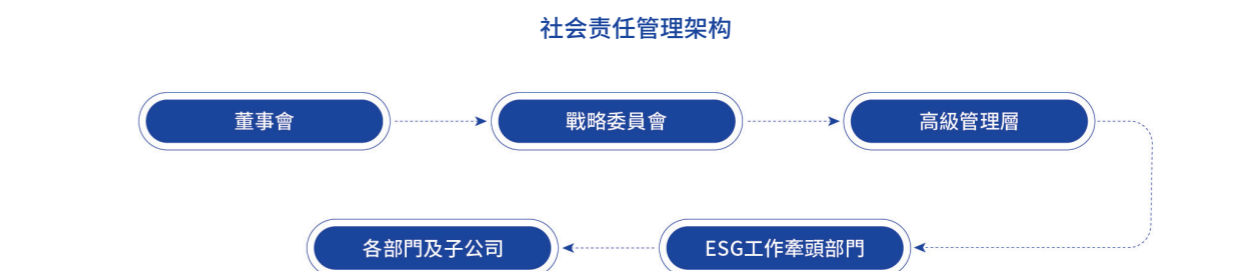 社会责任管理架构
董事會
戰略委員會
高級管理層
ESG工作牽頭部門
各部門及子公司